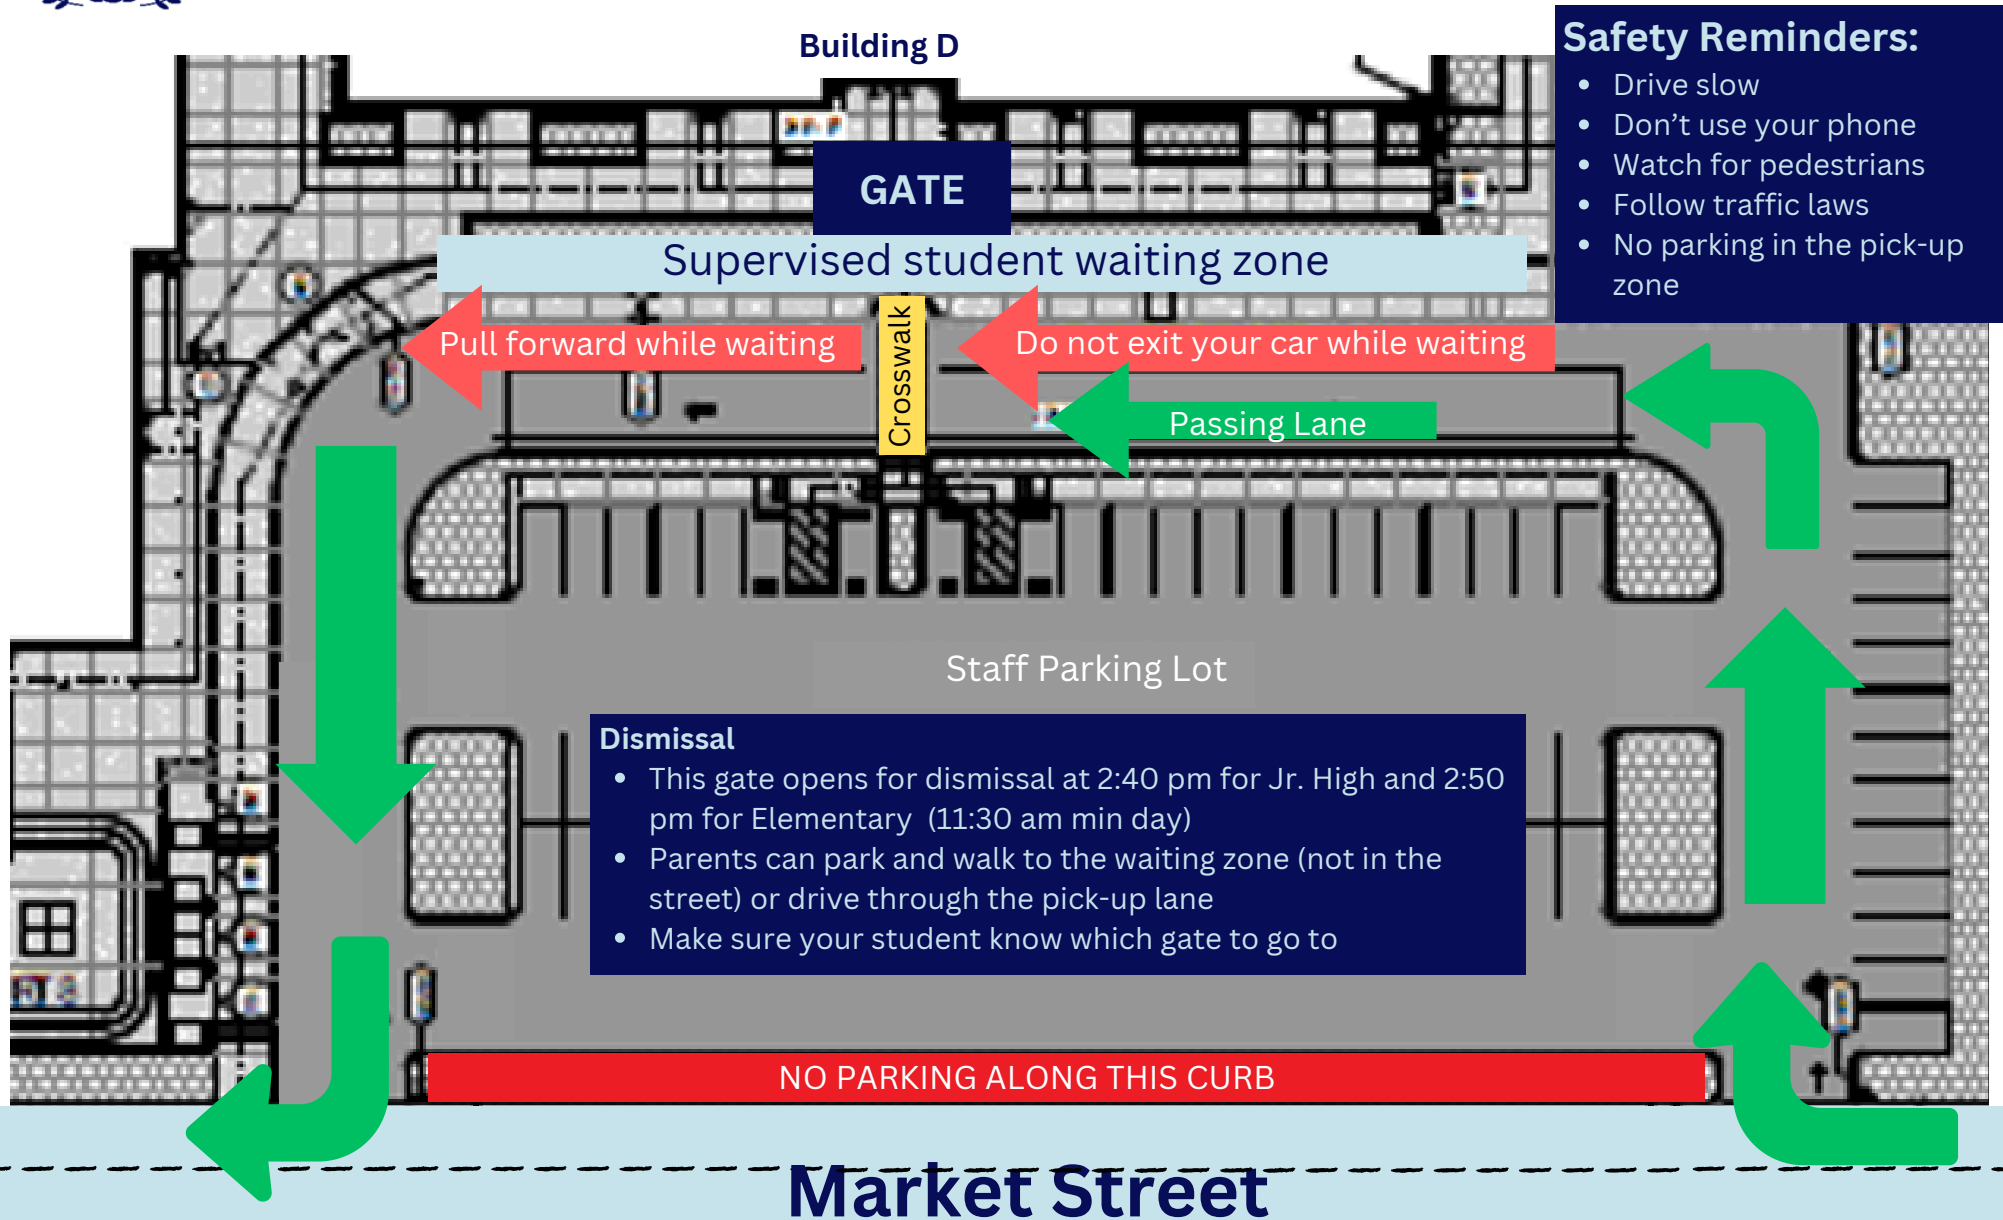 Building D
Safety Reminders:
• Drive slow
• Don’t use your phone
• Watch for pedestrians
• Follow traffic laws
• No parking in the pick-up
zone
GATE
Supervised student waiting zone
Pull forward while waiting
Crosswalk
Do not exit your car while waiting
Passing Lane
Staff Parking Lot
Dismissal
• This gate opens for dismissal at 2:40 pm for Jr. High and 2:50
pm for Elementary (11:30 am min day)
• Parents can park and walk to the waiting zone (not in the
street) or drive through the pick-up lane
• Make sure your student know which gate to go to
NO PARKING ALONG THIS CURB
Market Street